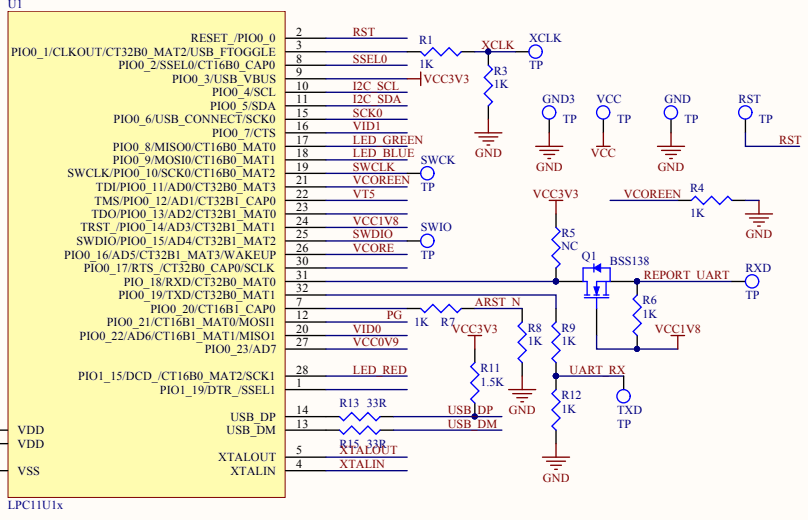 U1
RESET_/PIO0_0 2 RST
PIO0_1/CLKOUT/CT32B0_MAT2/USB_FTOGGLE 3
PIO0_2/SSEL0/CT16B0_CAP0 8 SSEL0
PIO0_3/USB_VBUS 9 VCC3V3
PIO0_4/SCL 10 I2C_SCL
PIO0_5/SDA 11 I2C_SDA
PIO0_6/USB_CONNECT/SCK0 15 SCK0
PIO0_7/CTS 16 VID1
PIO0_8/MISO0/CT16B0_MAT0 17 LED_GREEN
PIO0_9/MOSI0/CT16B0_MAT1 18 LED_BLUE
SWCLK/PIO0_10/SCK0/CT16B0_MAT2 19 SWCLK
TDI/PIO0_11/AD0/CT32B0_MAT3 21 VCOREEN
TMS/PIO0_12/AD1/CT32B1_CAP0 22 VT5
TDO/PIO0_13/AD2/CT32B1_MAT0 23
TRST_/PIO0_14/AD3/CT32B1_MAT1 24 VCC1V8
SWDIO/PIO0_15/AD4/CT32B1_MAT2 25 SWDIO
PIO0_16/AD5/CT32B1_MAT3/WAKEUP 26 VCORE
PIO0_17/RTS_/CT32B0_CAP0/SCLK 30
PIO_18/RXD/CT32B0_MAT0 31
PIO0_19/TXD/CT32B0_MAT1 32
PIO0_20/CT16B1_CAP0 7
PIO0_21/CT16B1_MAT0/MOSI1 12 PG
PIO0_22/AD6/CT16B1_MAT1/MISO1 20 VID0
PIO0_23/AD7 27 VCC0V9
PIO1_15/DCD_/CT16B0_MAT2/SCK1 28 LED_RED
PIO1_19/DTR_/SSEL1 1
USB_DP 14 R13 33R USB_DP
USB_DM 13 R15 33R USB_DM
XTALOUT 5 XTALOUT
XTALIN 4 XTALIN
VDD
VDD
VSS
LPC11U1x
R1
1K
XCLK
XCLK
TP
R3
1K
GND
SWCK
TP
SWIO
TP
GND3
TP
GND
VCC
TP
VCC
GND
TP
GND
RST
TP
RST
VCC3V3
R5
NC
VCOREEN
R4
1K
GND
Q1
BSS138
REPORT_UART
RXD
TP
R6
1K
VCC1V8
ARST_N
1K R7
R8
1K
GND
VCC3V3
R11
1.5K
R9
1K
UART_RX
TXD
TP
R12
1K
GND